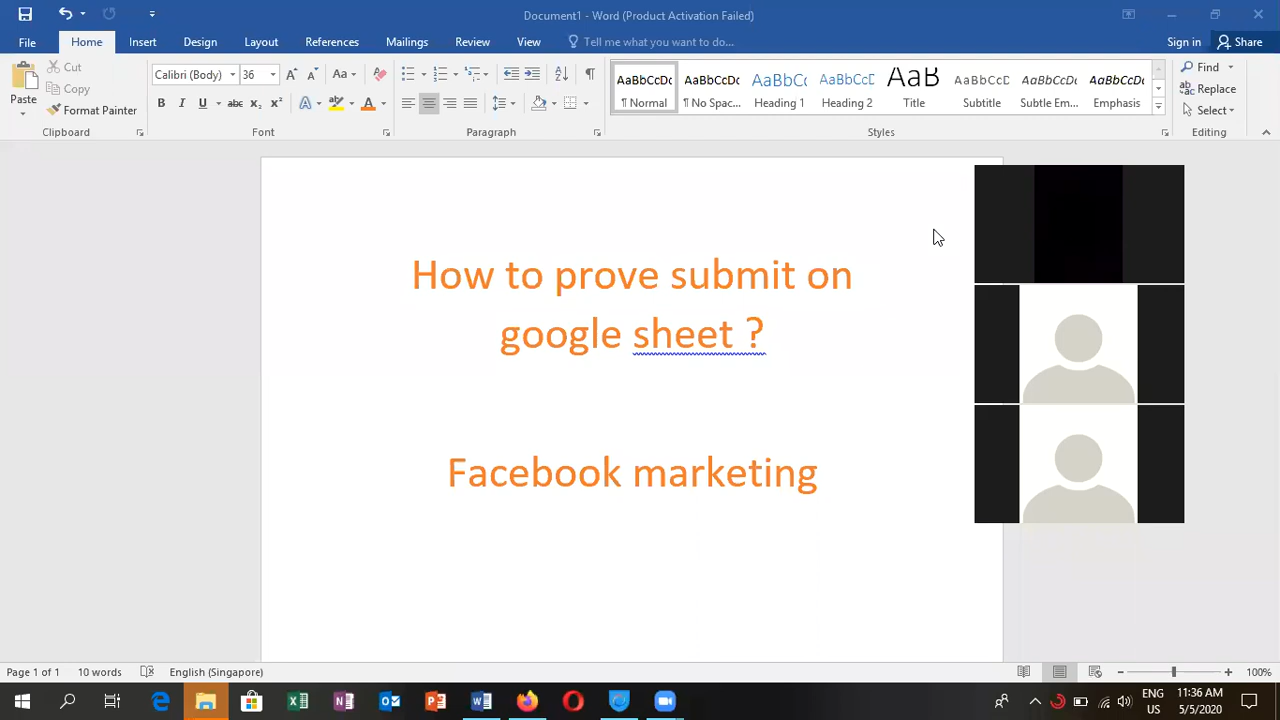 Document1 - Word (Product Activation Failed)
File Home Insert Design Layout References Mailings Review View Tell me what you want to do... Sign in Share
Paste
Cut
Copy
Format Painter
Clipboard
Calibri (Body) 36
Font
Paragraph
AaBbCcDc AaBbCcDc AaBbCc AaBbCcD AaB AaBbCcD AaBbCcDc AaBbCcDc
¶ Normal ¶ No Spac... Heading Heading 2 Title Subtitle Subtle Em... Emphasis
Styles
Find
Replace
Select
Editing
How to prove submit on
google sheet ?
Facebook marketing
Page 1 of 1 10 words English (Singapore) 100%
ENG
US
11:36 AM
5/5/2020